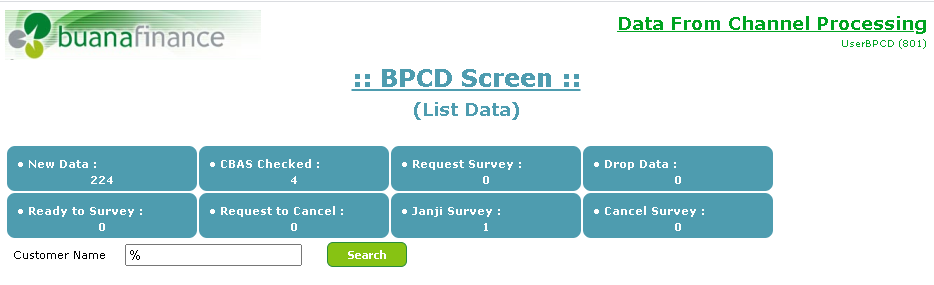 buanafinance
Data From Channel Processing
UserBPCD (801)
:: BPCD Screen ::
(List Data)
• New Data :
224
• CBAS Checked :
4
• Request Survey :
0
• Drop Data :
0
• Ready to Survey :
0
• Request to Cancel :
0
• Janji Survey :
1
• Cancel Survey :
0
Customer Name % Search